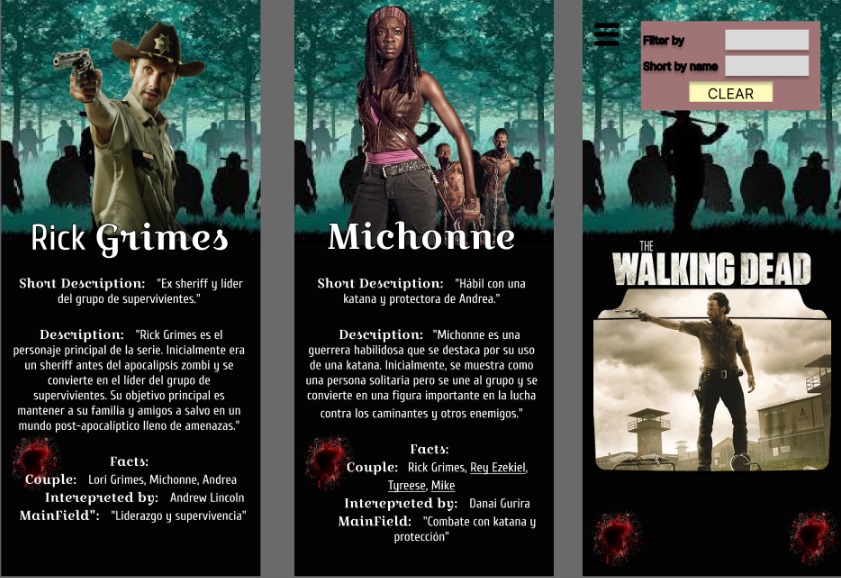 Rick Grimes
Short Description: "Ex sheriff y líder
del grupo de supervivientes."
Description: "Rick Grimes es el
personaje principal de la serie. Inicialmente era
un sheriff antes del apocalipsis zombi y se
convierte en el líder del grupo de
supervivientes. Su objetivo principal es
mantener a su familia y amigos a salvo en un
mundo post-apocalíptico lleno de amenazas."
Facts:
Couple: Lori Grimes, Michonne, Andrea
Interepreted by: Andrew Lincoln
MainField": "Liderazgo y supervivencia"
Michonne
Short Description: "Hábil con una
katana y protectora de Andrea."
Description: "Michonne es una
guerrera habilidosa que se destaca por su uso
de una katana. Inicialmente, se muestra como
una persona solitaria pero se une al grupo y se
convierte en una figura importante en la lucha
contra los caminantes y otros enemigos."
Facts:
Couple: Rick Grimes, Rey Ezekiel,
Tyreese, Mike
Interepreted by: Danai Gurira
MainField: "Combate con katana y
protección"
Filter by
Short by name
CLEAR
THE
WALKING DEAD
A